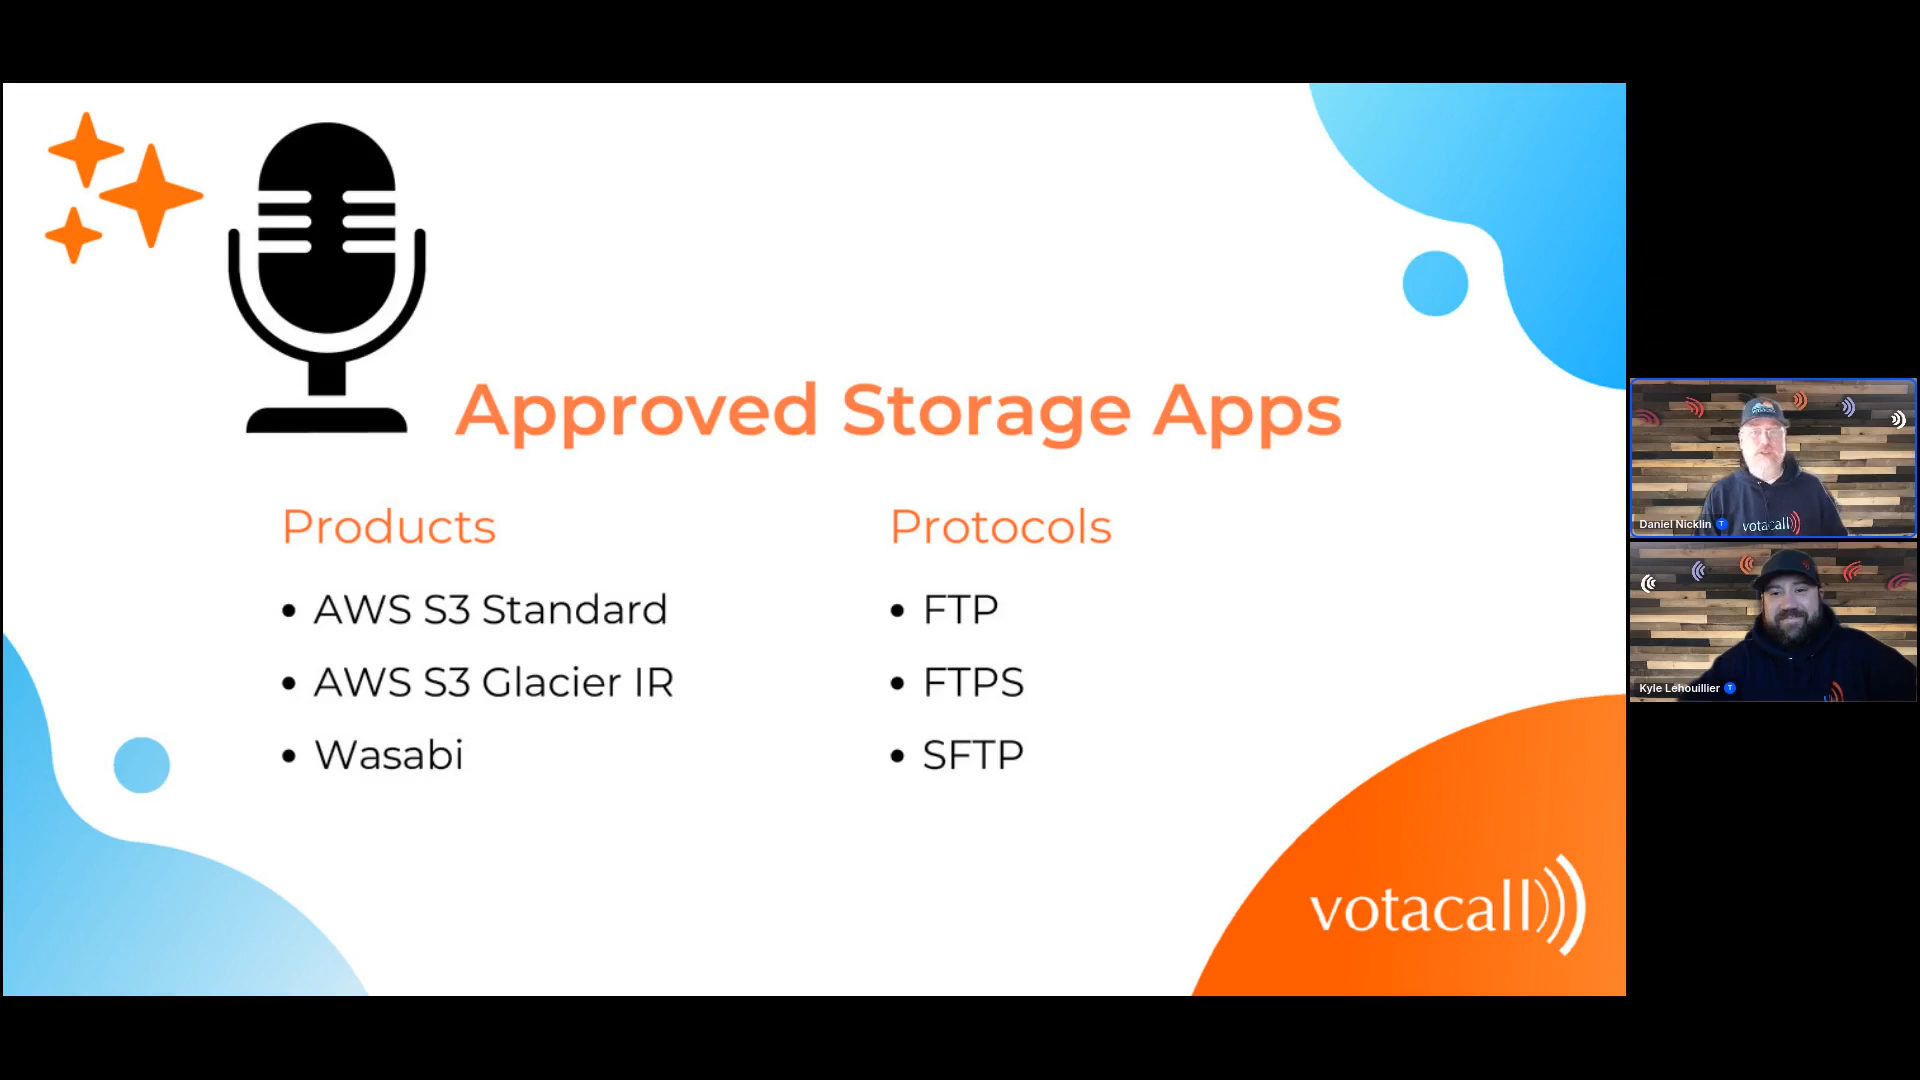 Approved Storage Apps
Products
• AWS S3 Standard
• AWS S3 Glacier IR
• Wasabi
Protocols
• FTP
• FTPS
• SFTP
votacall
Daniel Nicklin T
votacall
Kyle Lehouillier T